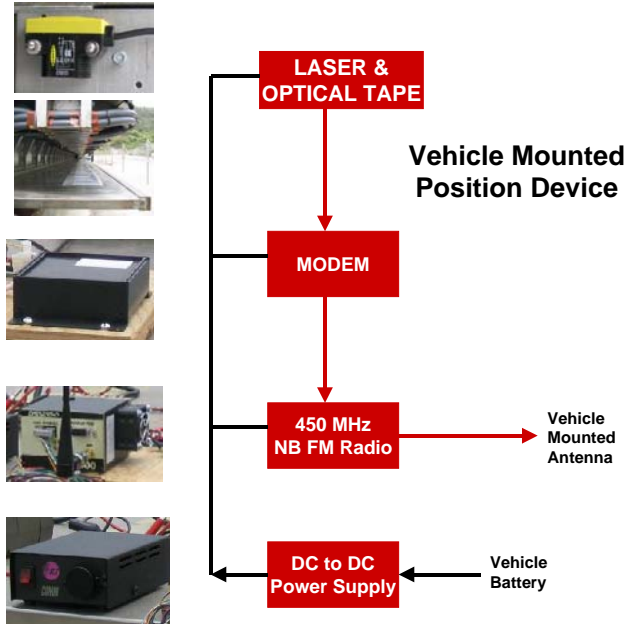 LASER &
OPTICAL TAPE
Vehicle Mounted
Position Device
MODEM
450 MHz
NB FM Radio
Vehicle
Mounted
Antenna
DC to DC
Power Supply
Vehicle
Battery